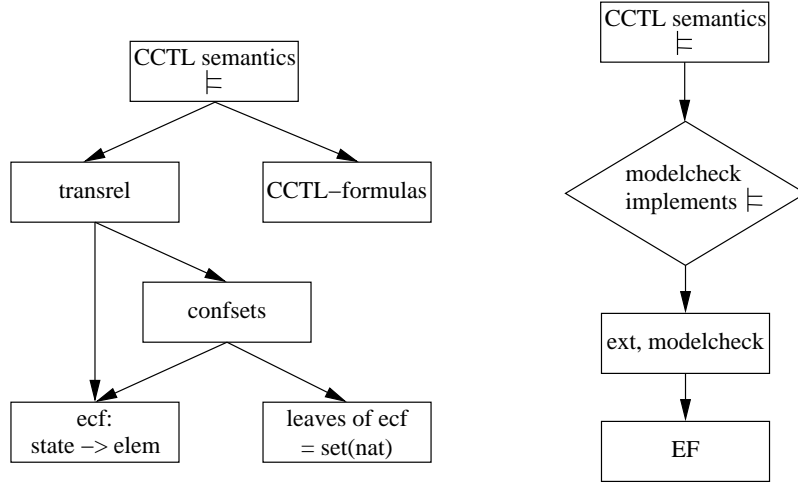 CCTL semantics
⊨
transrel
CCTL−formulas
confsets
ecf:
state −> elem
leaves of ecf
= set(nat)
CCTL semantics
⊨
modelcheck
implements ⊨
ext, modelcheck
EF